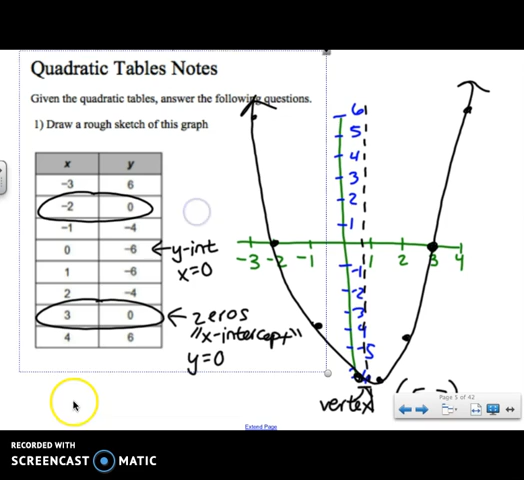 Quadratic Tables Notes
Given the quadratic tables, answer the following questions.
1) Draw a rough sketch of this graph
x y
-3 6
-2 0
-1 -4
0 -6
1 -6
2 -4
3 0
4 6
y-int
x=0
zeros
"x-intercept"
y=0
6
5
4
3
2
1
-3 -2 -1 1 2 3 4
-1
-2
-3
-4
-5
vertex
Page 5 of 42
Extend Page
RECORDED WITH
SCREENCAST MATIC